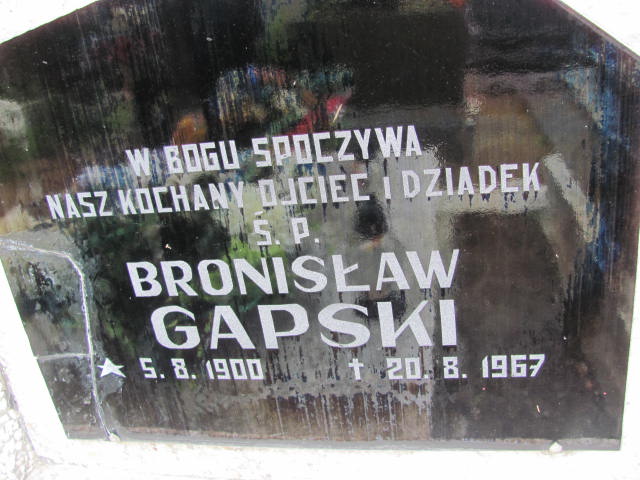 W BOGU SPOCZYWA
NASZ KOCHANY OJCIEC I DZIADEK
Ś. P.
BRONISŁAW
GAPSKI
★ 5. 8. 1900 ✝ 20. 8. 1967